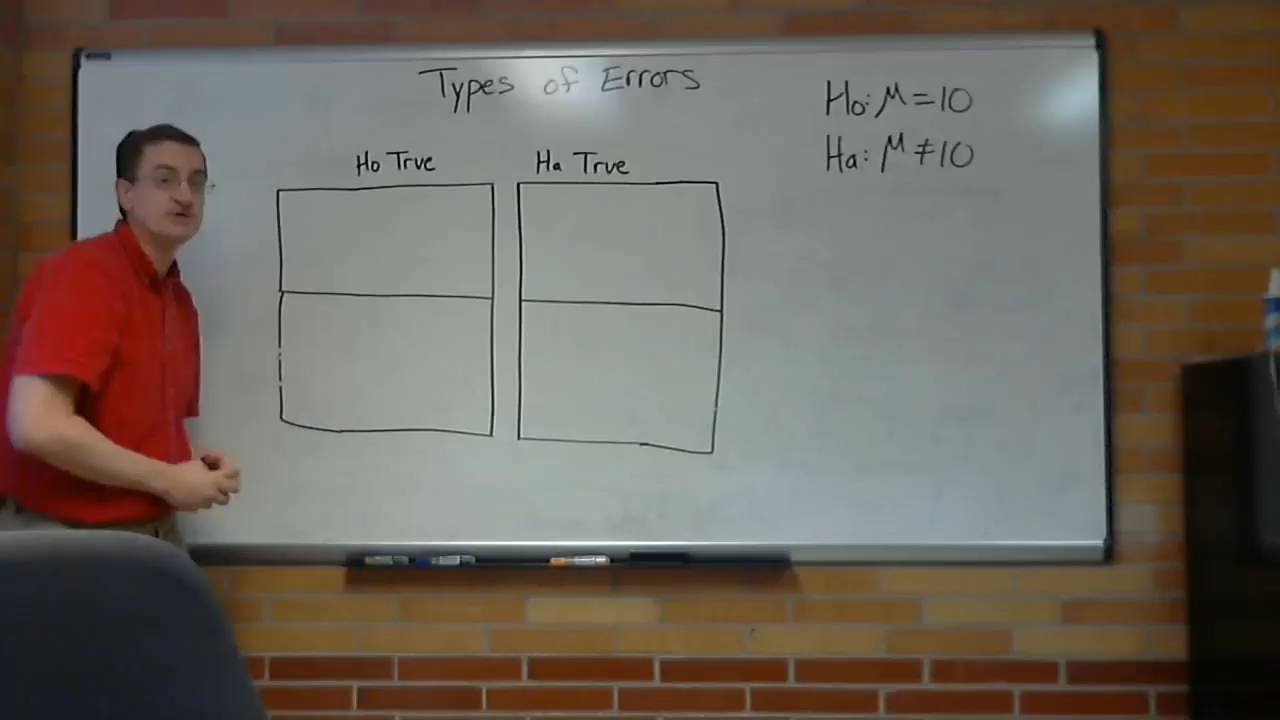 Types of Errors
Ho: μ = 10
Ha: μ ≠ 10
Ho True
Ha True